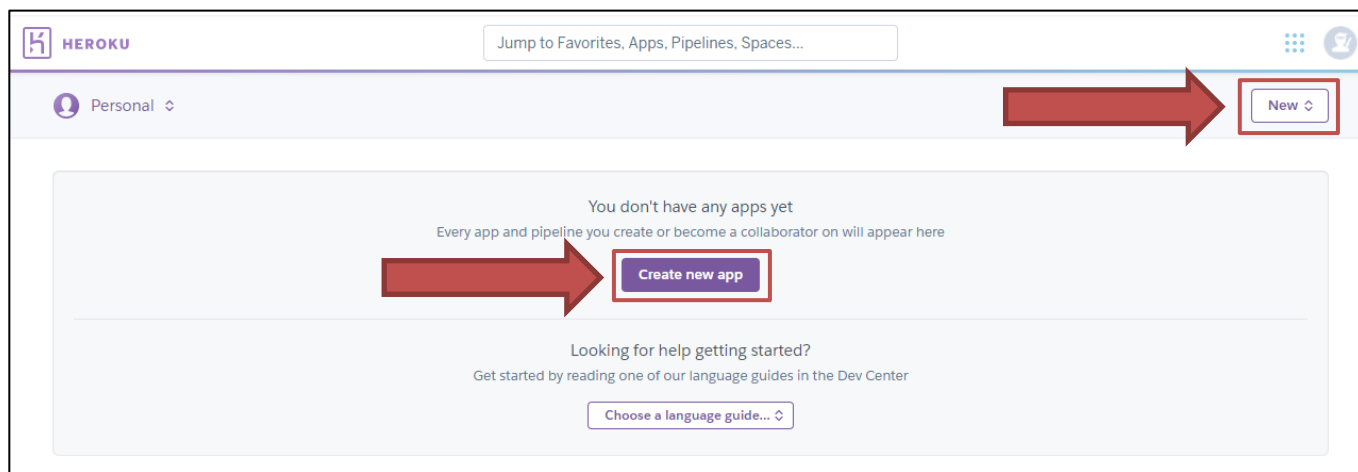 HEROKU
Jump to Favorites, Apps, Pipelines, Spaces...
Personal
New
You don't have any apps yet
Every app and pipeline you create or become a collaborator on will appear here
Create new app
Looking for help getting started?
Get started by reading one of our language guides in the Dev Center
Choose a language guide...